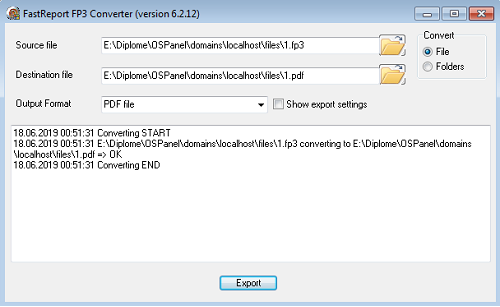 FastReport FP3 Converter (version 6.2.12)
Source file
E:\Diplome\OSPanel\domains\localhost\files\1.fp3
Convert
File
Folders
Destination file
E:\Diplome\OSPanel\domains\localhost\files\1.pdf
Output Format
PDF file
Show export settings
18.06.2019 00:51:31 Converting START
18.06.2019 00:51:31 E:\Diplome\OSPanel\domains\localhost\files\1.fp3 converting to E:\Diplome\OSPanel\domains
\localhost\files\1.pdf => OK
18.06.2019 00:51:31 Converting END
Export